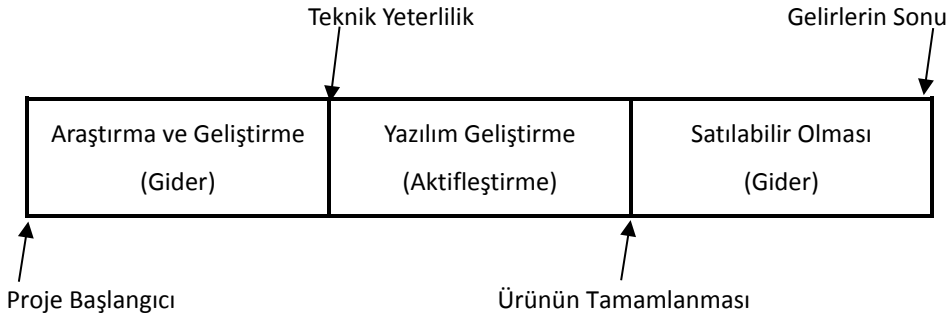 Teknik Yeterlilik
Gelirlerin Sonu
Araştırma ve Geliştirme
(Gider)
Yazılım Geliştirme
(Aktifleştirme)
Satılabilir Olması
(Gider)
Proje Başlangıcı
Ürünün Tamamlanması